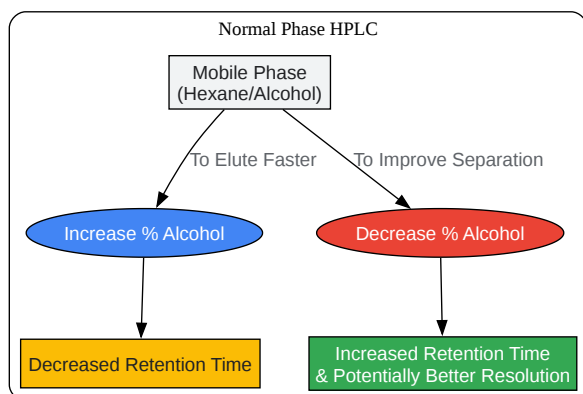 Normal Phase HPLC
Mobile Phase
(Hexane/Alcohol)
To Elute Faster
To Improve Separation
Increase % Alcohol
Decrease % Alcohol
Decreased Retention Time
Increased Retention Time
& Potentially Better Resolution